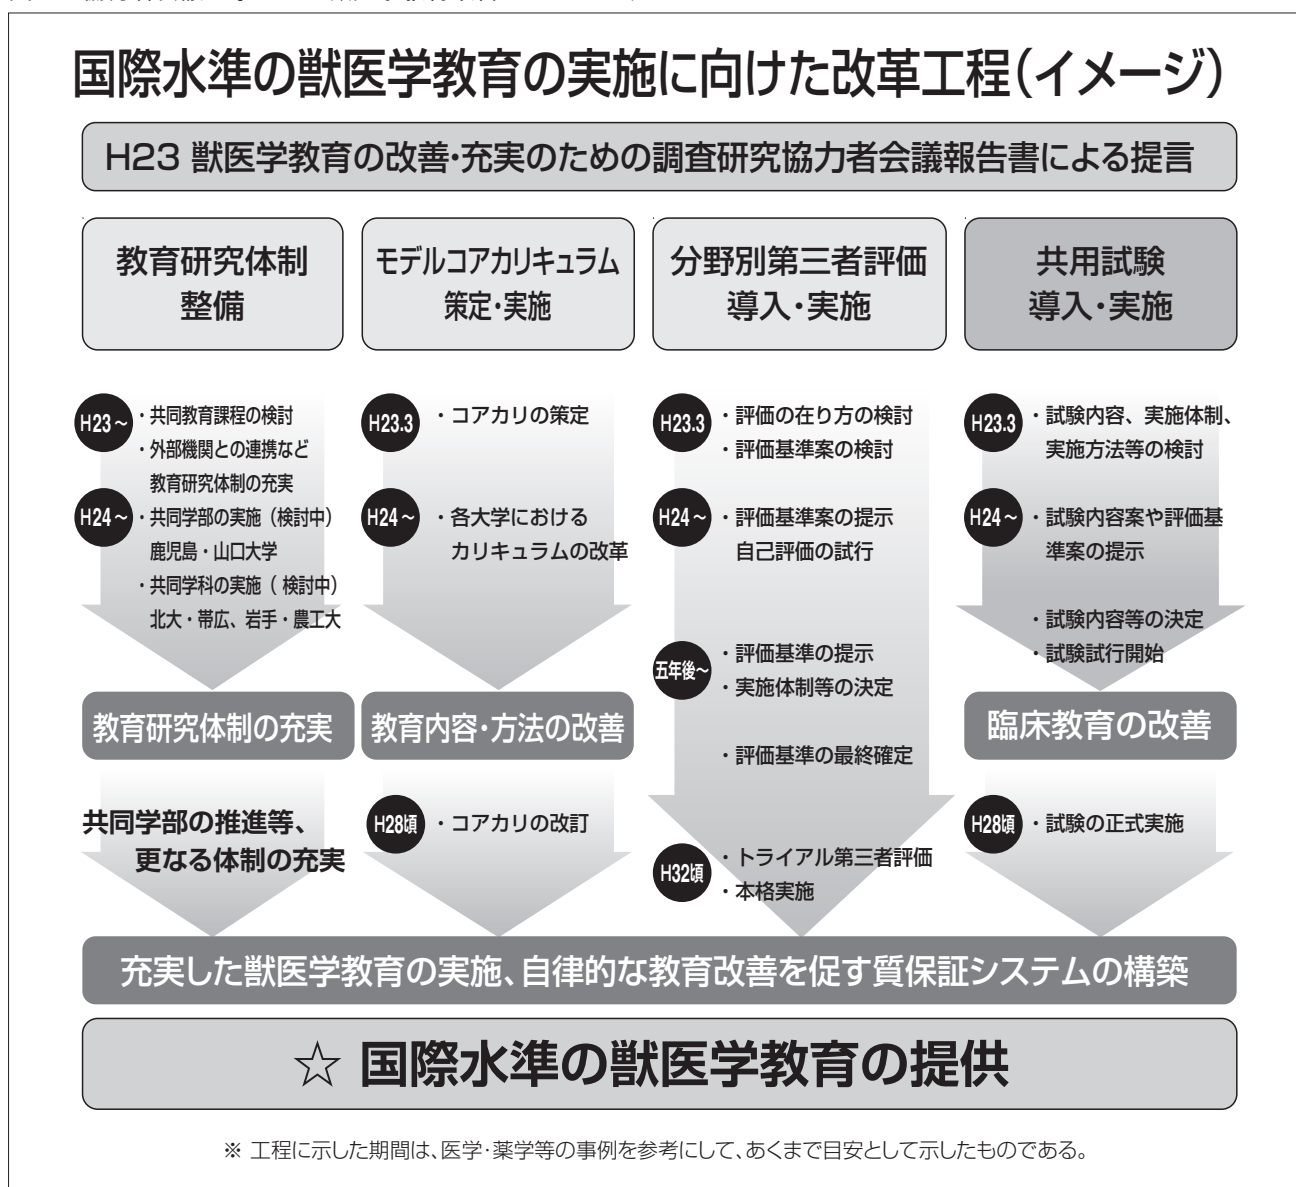 国際水準の獣医学教育の実施に向けた改革工程(イメージ)
H23 獣医学教育の改善・充実のための調査研究協力者会議報告書による提言
教育研究体制
整備
H23～
・共同教育課程の検討
・外部機関との連携など
教育研究体制の充実
H24～
・共同学部の実施（検討中）
鹿児島・山口大学
・共同学科の実施（ 検討中）
北大・帯広、岩手・農工大
教育研究体制の充実
共同学部の推進等、
更なる体制の充実
モデルコアカリキュラム
策定・実施
H23.3
・コアカリの策定
H24～
・各大学における
カリキュラムの改革
教育内容・方法の改善
H28頃
・コアカリの改訂
分野別第三者評価
導入・実施
H23.3
・評価の在り方の検討
・評価基準案の検討
H24～
・評価基準案の提示
自己評価の試行
五年後～
・評価基準の提示
・実施体制等の決定
・評価基準の最終確定
H32頃
・トライアル第三者評価
・本格実施
共用試験
導入・実施
H23.3
・試験内容、実施体制、
実施方法等の検討
H24～
・試験内容案や評価基
準案の提示
・試験内容等の決定
・試験試行開始
臨床教育の改善
H28頃
・試験の正式実施
充実した獣医学教育の実施、自律的な教育改善を促す質保証システムの構築
☆ 国際水準の獣医学教育の提供
※ 工程に示した期間は、医学・薬学等の事例を参考にして、あくまで目安として示したものである。